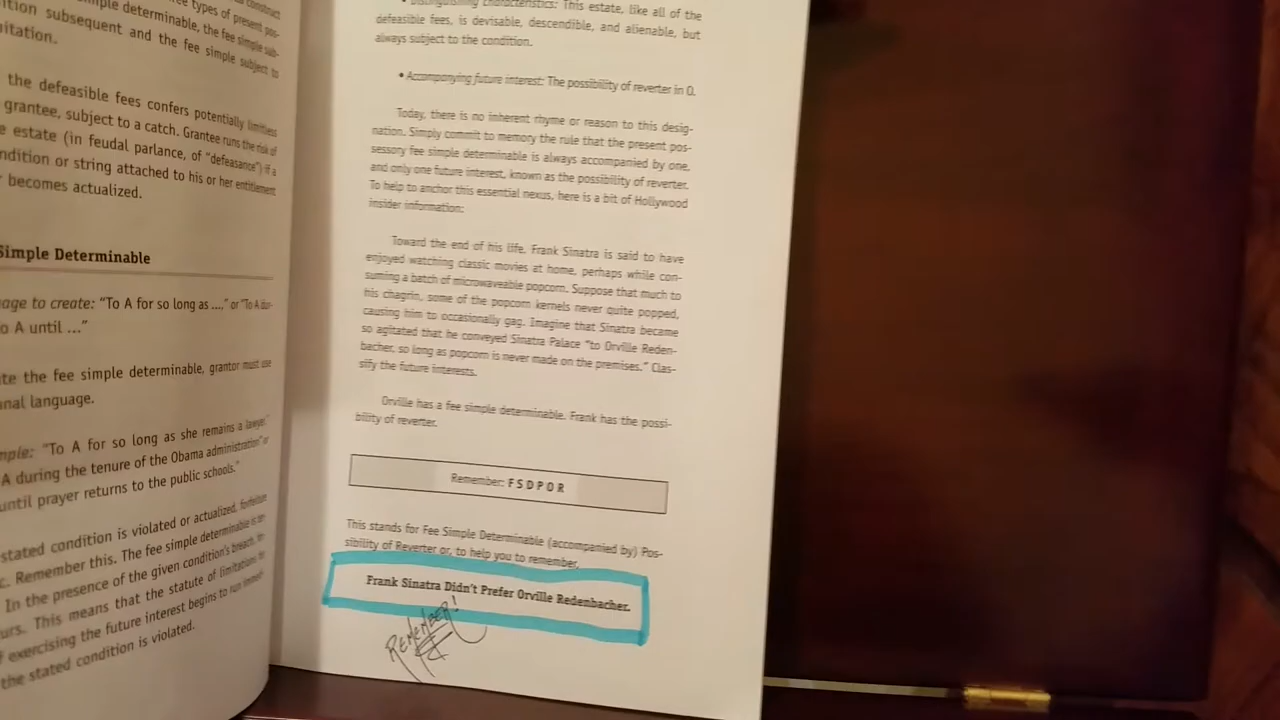 types of present pos-
simple determinable, the fee simple sub-
ition subsequent and the fee simple subject to
itation.
the defeasible fees confers potentially limitless
grantee, subject to a catch. Grantee runs the risk of
e estate (in feudal parlance, of "defeasance") if a
ndition or string attached to his or her entitlement
becomes actualized.
Simple Determinable
age to create: "To A for so long as ...." or "To A dur-
o A until ..."
te the fee simple determinable, grantor must use
nal language.
mple: "To A for so long as she remains a lawyer"
A during the tenure of the Obama administration" or
until prayer returns to the public schools."
stated condition is violated or actualized, forfeiture
c. Remember this. The fee simple determinable is
In the presence of the given condition's breach,
urs. This means that the statute of limitations
f exercising the future interest begins to run
the stated condition is violated.
• Distinguishing characteristics: This estate, like all of the
defeasible fees, is devisable, descendible, and alienable, but
always subject to the condition.
• Accompanying future interest: The possibility of reverter in O.
Today, there is no inherent rhyme or reason to this desig-
nation. Simply commit to memory the rule that the present pos-
sessory fee simple determinable is always accompanied by one,
and only one future interest, known as the possibility of reverter.
To help to anchor this essential nexus, here is a bit of Hollywood
insider information:
Toward the end of his life, Frank Sinatra is said to have
enjoyed watching classic movies at home, perhaps while con-
suming a batch of microwaveable popcorn. Suppose that much to
his chagrin, some of the popcorn kernels never quite popped,
causing him to occasionally gag. Imagine that Sinatra became
so agitated that he conveyed Sinatra Palace "to Orville Reden-
bacher, so long as popcorn is never made on the premises." Clas-
sify the future interests.
Orville has a fee simple determinable. Frank has the possi-
bility of reverter.
Remember: F S D P O R
This stands for Fee Simple Determinable (accompanied by) Pos-
sibility of Reverter or, to help you to remember,
Frank Sinatra Didn't Prefer Orville Redenbacher.
REMEMBER!